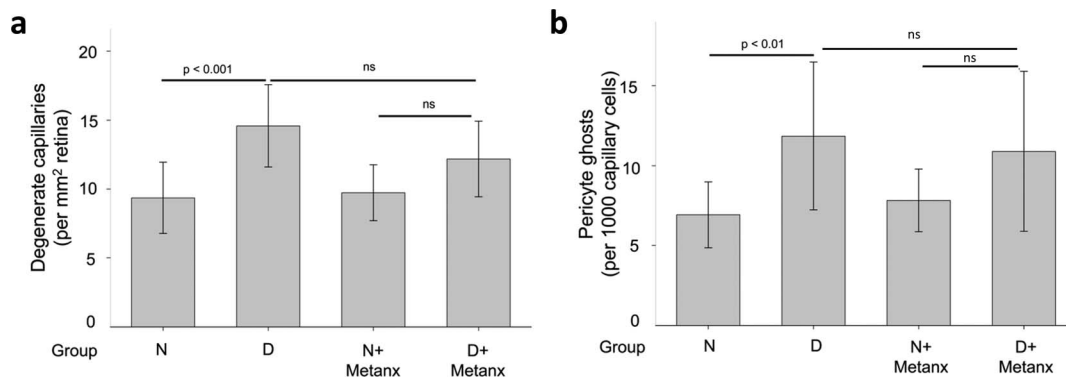 a
Degenerate capillaries
(per mm² retina)
20
15
10
5
0
p < 0.001
ns
ns
Group
N
D
N+
Metanx
D+
Metanx
b
Pericyte ghosts
(per 1000 capillary cells)
15
10
5
0
p < 0.01
ns
ns
Group
N
D
N+
Metanx
D+
Metanx